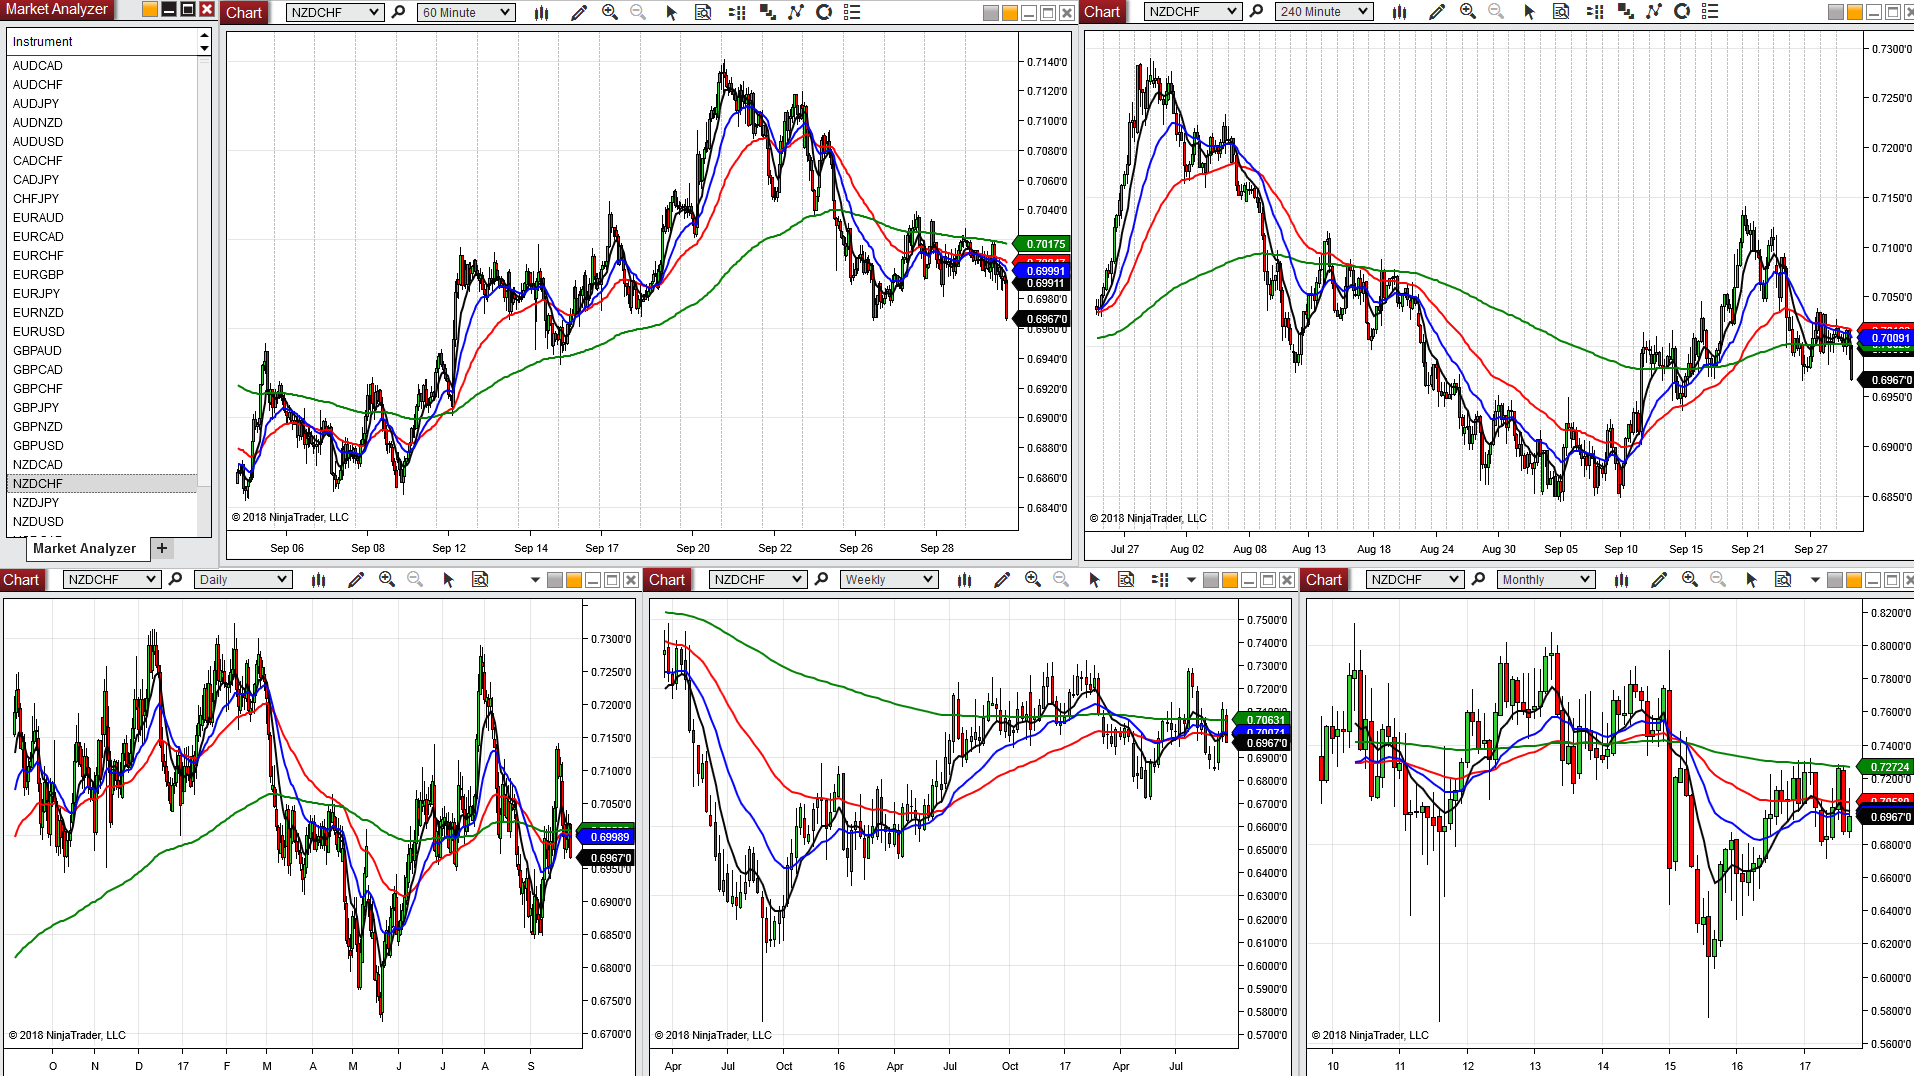 Market Analyzer
Instrument
AUDCAD
AUDCHF
AUDJPY
AUDNZD
AUDUSD
CADCHF
CADJPY
CHFJPY
EURAUD
EURCAD
EURCHF
EURGBP
EURJPY
EURNZD
EURUSD
GBPAUD
GBPCAD
GBPCHF
GBPJPY
GBPNZD
GBPUSD
NZDCAD
NZDCHF
NZDJPY
NZDUSD
Market Analyzer +
Chart NZDCHF 60 Minute
0.7140'0
0.7120'0
0.7100'0
0.7080'0
0.7060'0
0.7040'0
0.70175
0.69991
0.69911
0.6980'0
0.6967'0
0.6960'0
0.6940'0
0.6920'0
0.6900'0
0.6880'0
0.6860'0
0.6840'0
© 2018 NinjaTrader, LLC
Sep 06 Sep 08 Sep 12 Sep 14 Sep 17 Sep 20 Sep 22 Sep 26 Sep 28
Chart NZDCHF 240 Minute
0.7300'0
0.7250'0
0.7200'0
0.7150'0
0.7100'0
0.7050'0
0.70091
0.6967'0
0.6950'0
0.6900'0
0.6850'0
© 2018 NinjaTrader, LLC
Jul 27 Aug 02 Aug 08 Aug 13 Aug 18 Aug 24 Aug 30 Sep 05 Sep 10 Sep 15 Sep 21 Sep 27
Chart NZDCHF Daily
0.7300'0
0.7250'0
0.7200'0
0.7150'0
0.7100'0
0.7050'0
0.69989
0.6967'0
0.6950'0
0.6900'0
0.6850'0
0.6800'0
0.6750'0
0.6700'0
© 2018 NinjaTrader, LLC
O N D 17 F M A M J J A S
Chart NZDCHF Weekly
0.7500'0
0.7400'0
0.7300'0
0.7200'0
0.70631
0.70071
0.6967'0
0.6900'0
0.6800'0
0.6700'0
0.6600'0
0.6500'0
0.6400'0
0.6300'0
0.6200'0
0.6100'0
0.6000'0
0.5900'0
0.5800'0
0.5700'0
© 2018 NinjaTrader, LLC
Apr Jul Oct 16 Apr Jul Oct 17 Apr Jul
Chart NZDCHF Monthly
0.8200'0
0.8000'0
0.7800'0
0.7600'0
0.7400'0
0.72724
0.7200'0
0.6967'0
0.6800'0
0.6600'0
0.6400'0
0.6200'0
0.6000'0
0.5800'0
0.5600'0
© 2018 NinjaTrader, LLC
10 11 12 13 14 15 16 17